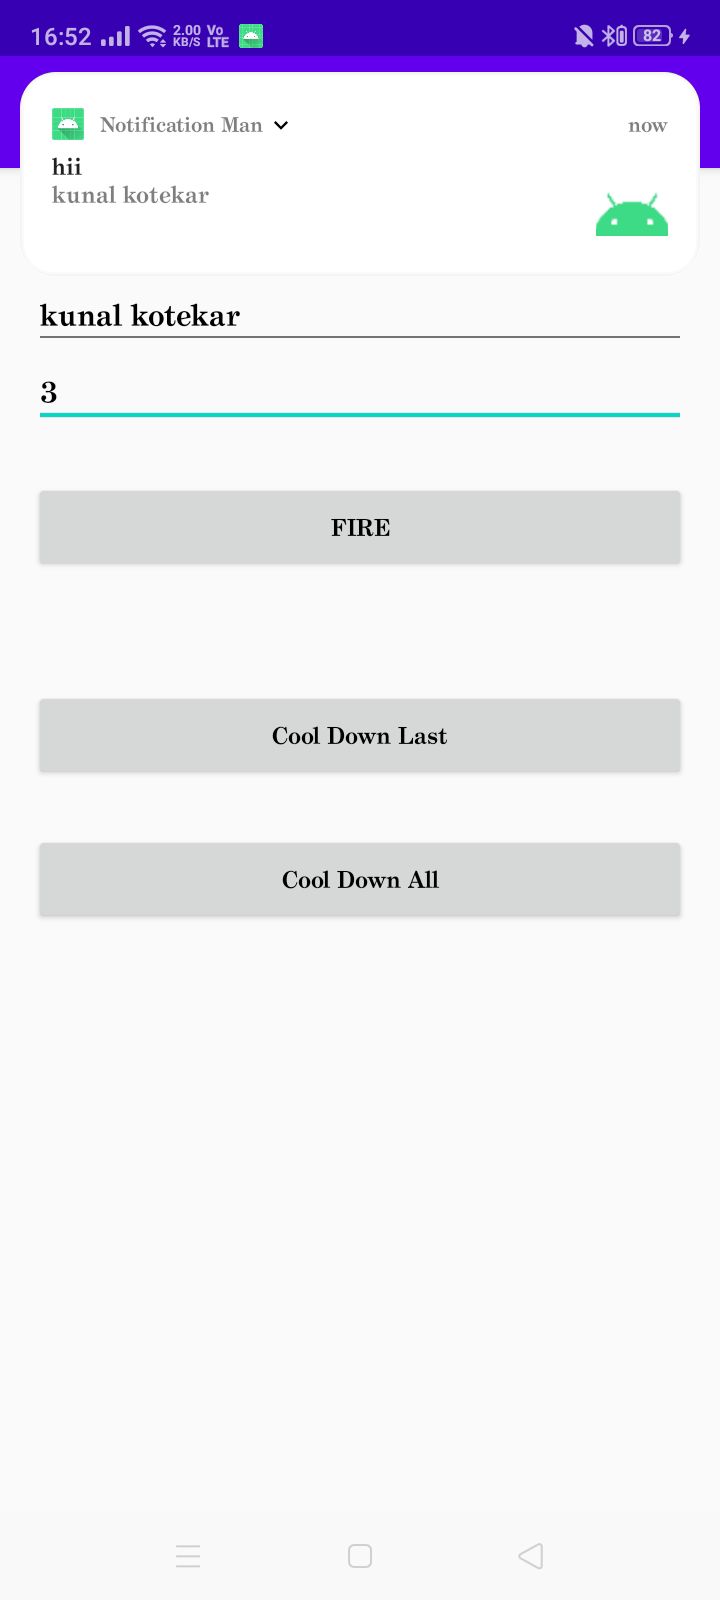 16:52 2.00 KB/S Vo LTE 82
Notification Man now
hii
kunal kotekar
kunal kotekar
3
FIRE
Cool Down Last
Cool Down All